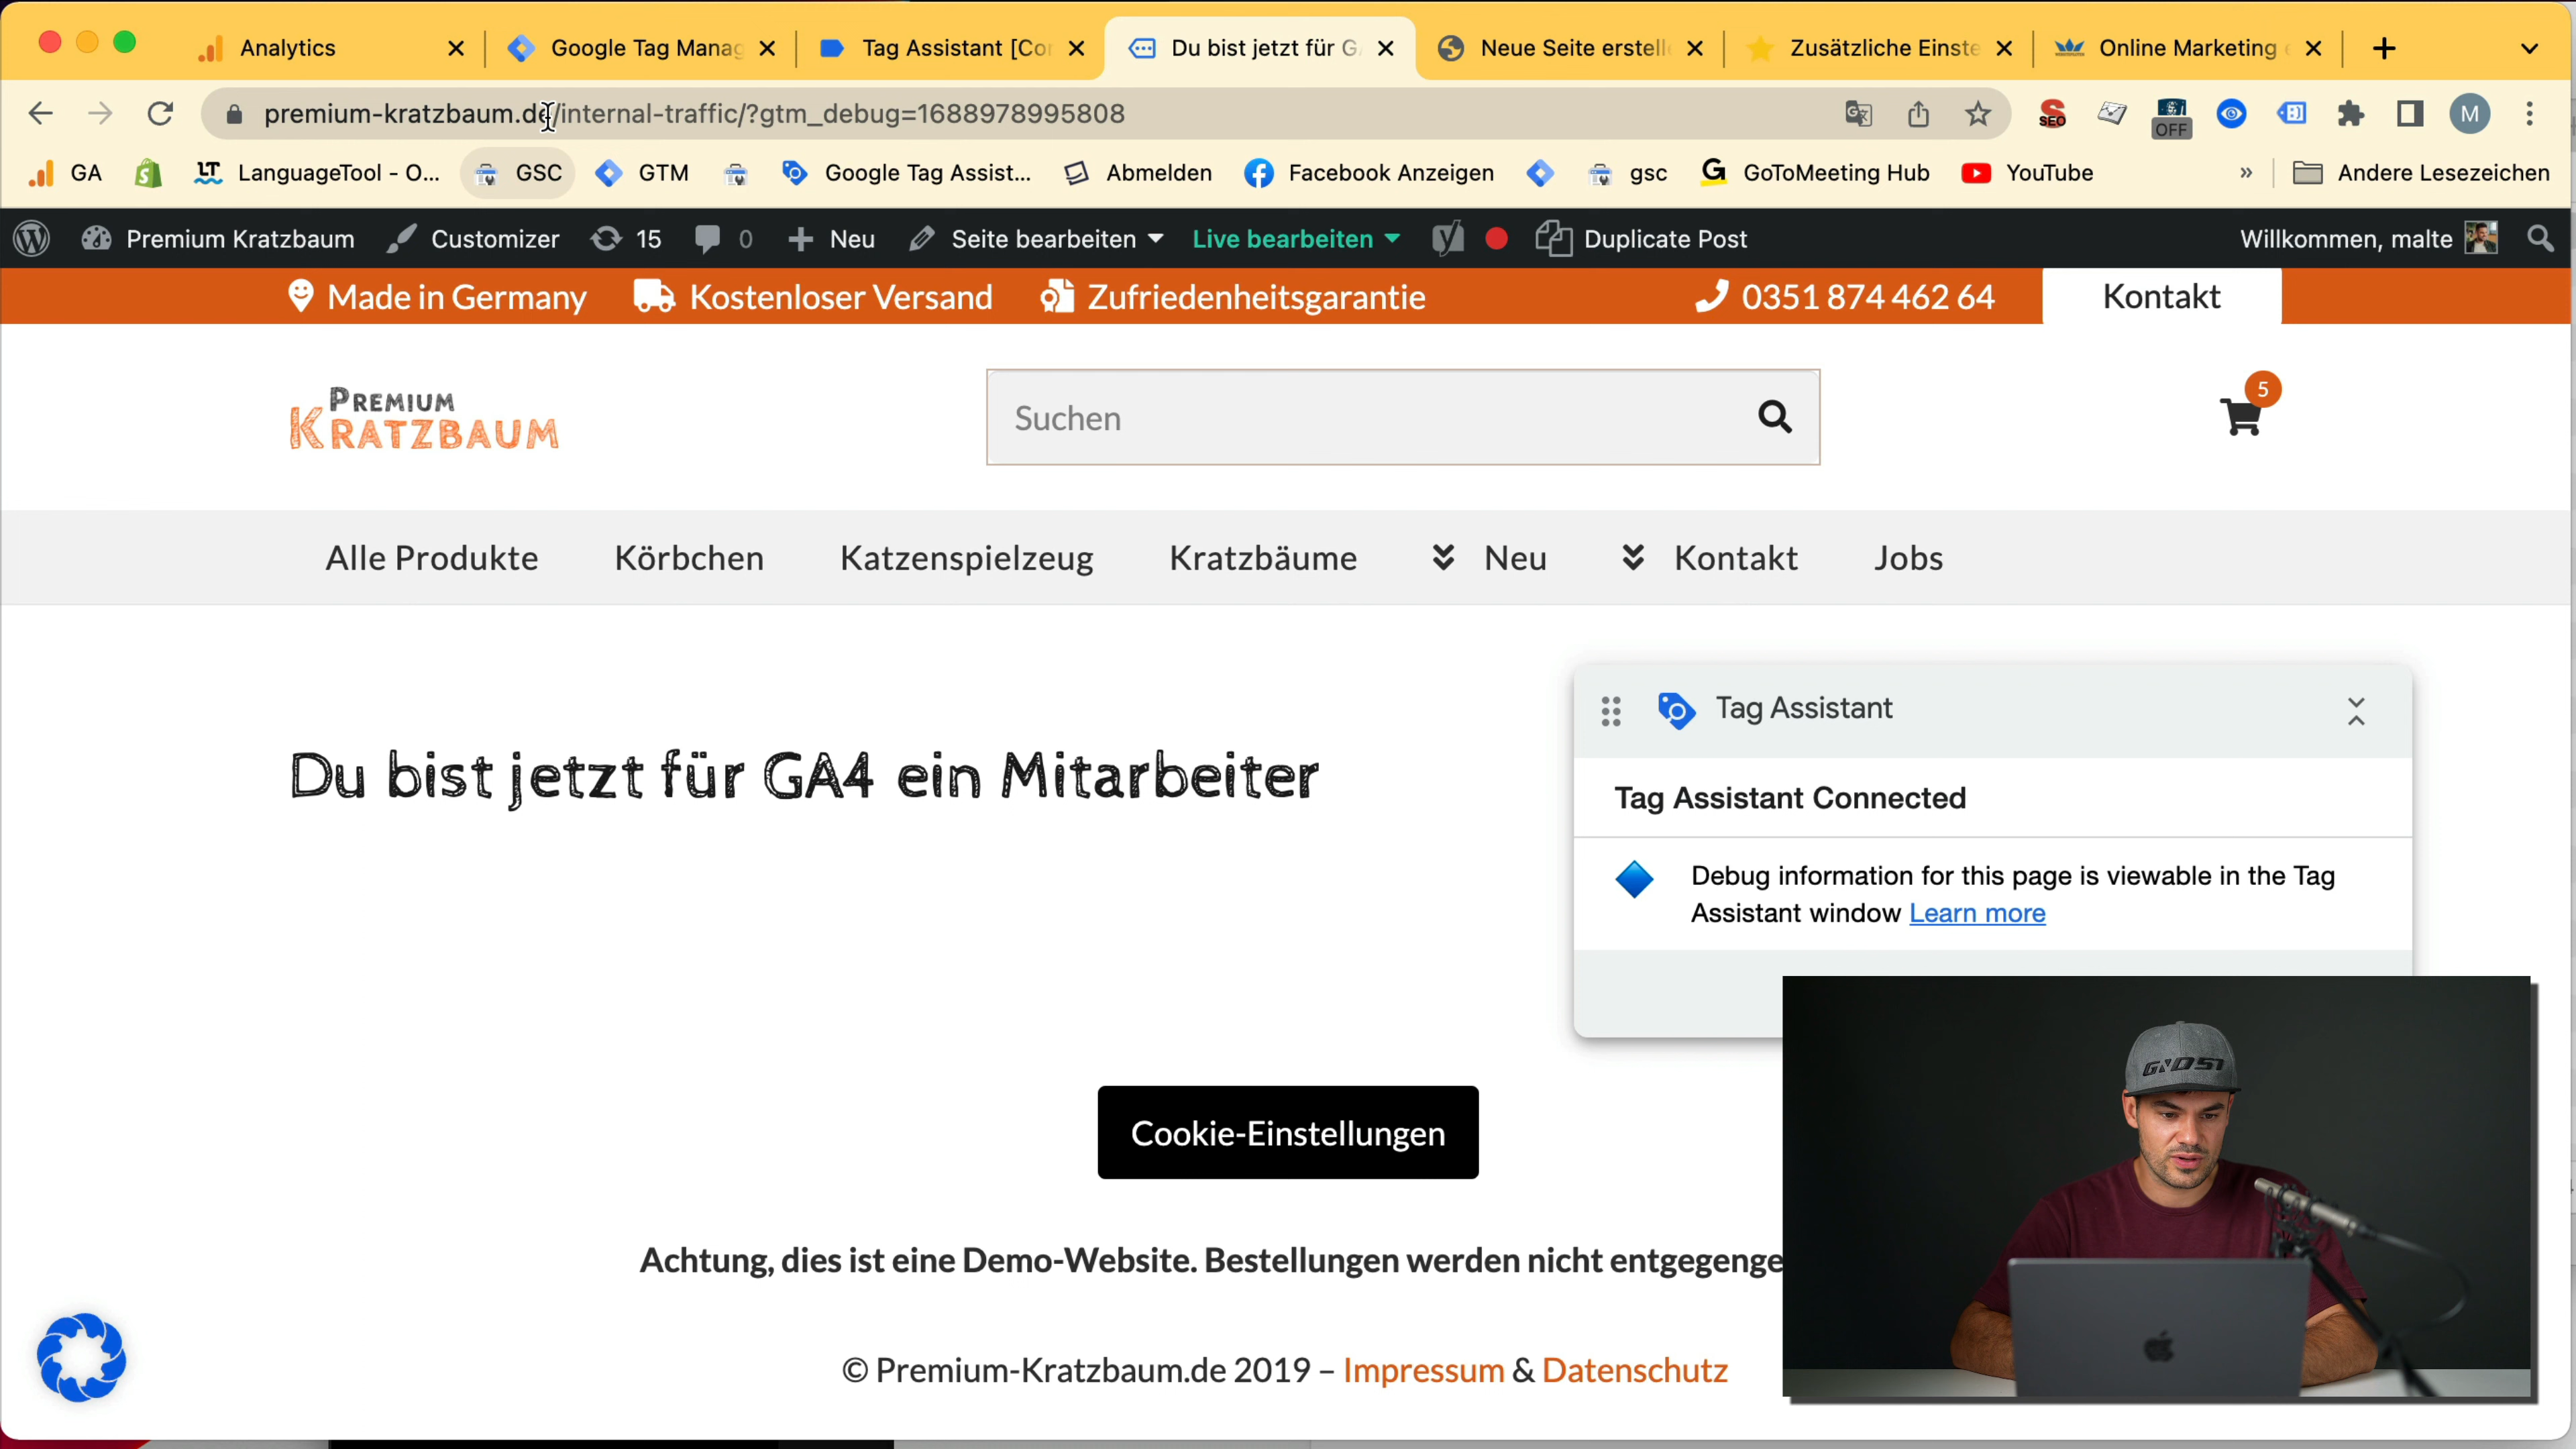 Analytics
Google Tag Manag
Tag Assistant [Co
Du bist jetzt für G
Neue Seite erstell
Zusätzliche Einste
Online Marketing
premium-kratzbaum.de/internal-traffic/?gtm_debug=1688978995808
SEO
OFF
M
GA
LT LanguageTool - O...
GSC
GTM
Google Tag Assist...
Abmelden
Facebook Anzeigen
gsc
G GoToMeeting Hub
YouTube
»
Andere Lesezeichen
Premium Kratzbaum
Customizer
15
0
Neu
Seite bearbeiten
Live bearbeiten
Duplicate Post
Willkommen, malte
Made in Germany
Kostenloser Versand
Zufriedenheitsgarantie
0351 874 462 64
Kontakt
PREMIUM
KRATZBAUM
Suchen
5
Alle Produkte
Körbchen
Katzenspielzeug
Kratzbäume
Neu
Kontakt
Jobs
Du bist jetzt für GA4 ein Mitarbeiter
Tag Assistant
Tag Assistant Connected
Debug information for this page is viewable in the Tag
Assistant window Learn more
Cookie-Einstellungen
Achtung, dies ist eine Demo-Website. Bestellungen werden nicht entgegenge
© Premium-Kratzbaum.de 2019 – Impressum & Datenschutz